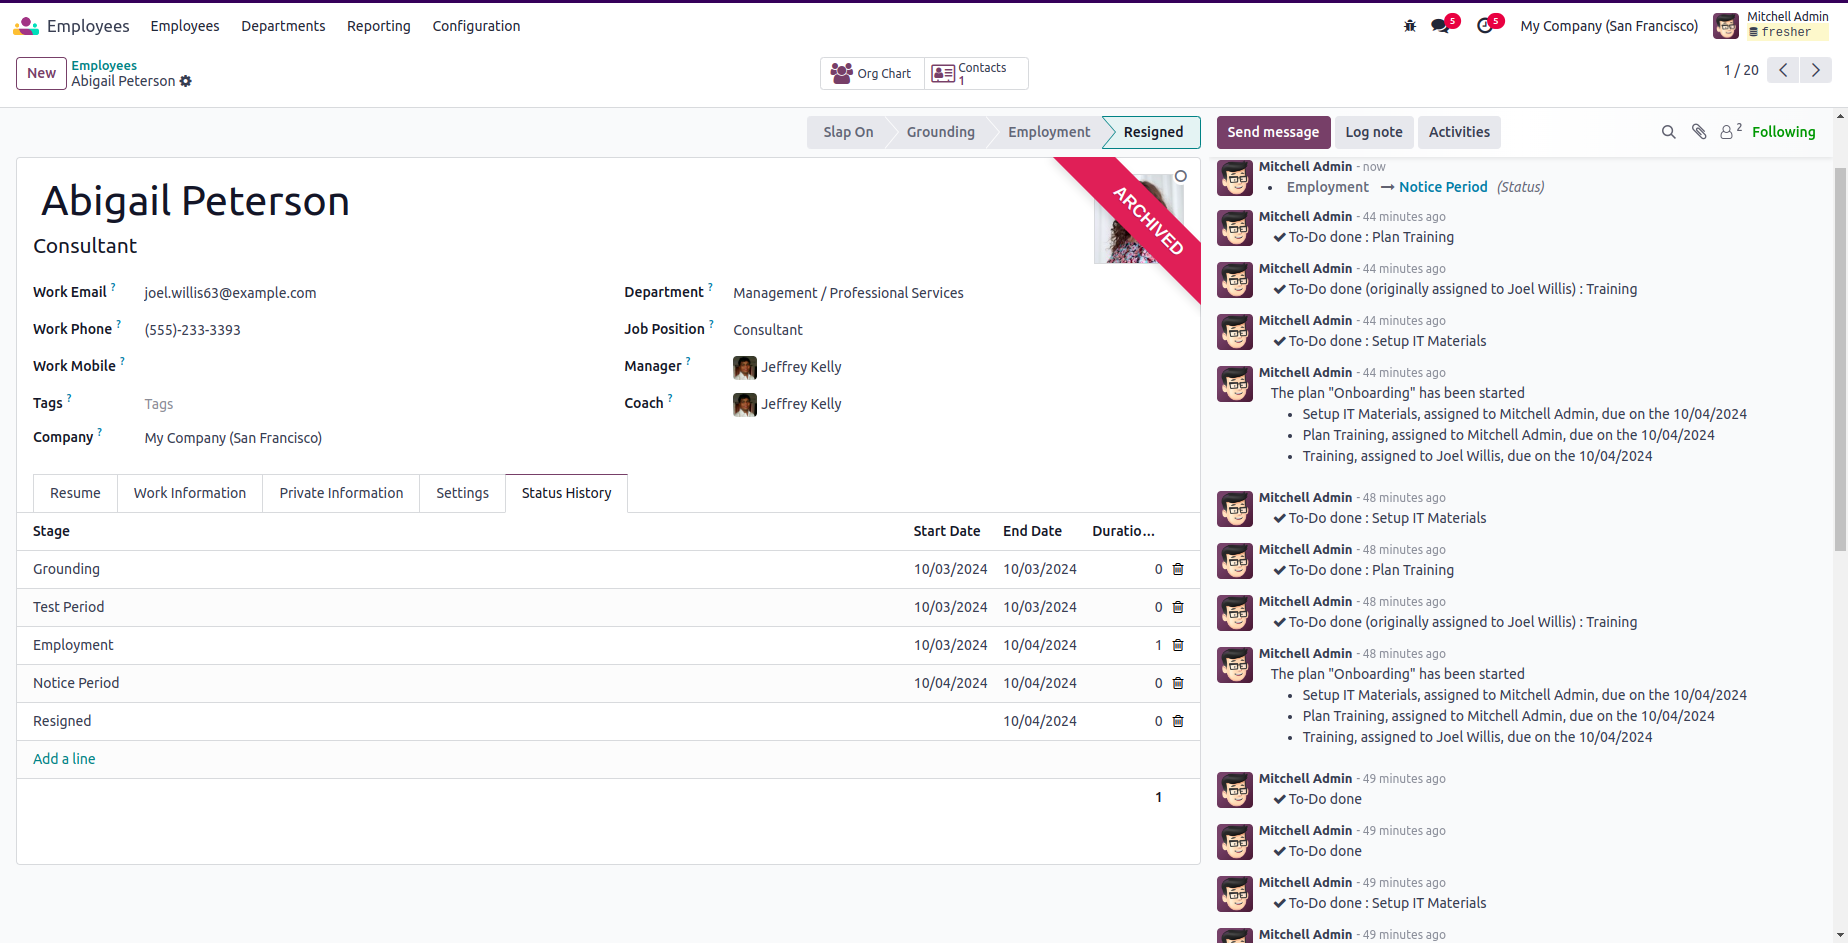 Employees Employees Departments Reporting Configuration 5 5 My Company (San Francisco) Mitchell Admin
fresher
New Employees
Abigail Peterson
Org Chart Contacts
1
1 / 20
Slap On Grounding Employment Resigned
Send message Log note Activities 2 Following
ARCHIVED
Abigail Peterson
Consultant
Work Email ? joel.willis63@example.com
Department ? Management / Professional Services
Work Phone ? (555)-233-3393
Job Position ? Consultant
Work Mobile ?
Manager ? Jeffrey Kelly
Tags ? Tags
Coach ? Jeffrey Kelly
Company ? My Company (San Francisco)
Resume Work Information Private Information Settings Status History
Stage Start Date End Date Duratio...
Grounding 10/03/2024 10/03/2024 0
Test Period 10/03/2024 10/03/2024 0
Employment 10/03/2024 10/04/2024 1
Notice Period 10/04/2024 10/04/2024 0
Resigned 10/04/2024 0
Add a line
1
Mitchell Admin - now
• Employment → Notice Period (Status)
Mitchell Admin - 44 minutes ago
✔ To-Do done : Plan Training
Mitchell Admin - 44 minutes ago
✔ To-Do done (originally assigned to Joel Willis) : Training
Mitchell Admin - 44 minutes ago
✔ To-Do done : Setup IT Materials
Mitchell Admin - 44 minutes ago
The plan "Onboarding" has been started
• Setup IT Materials, assigned to Mitchell Admin, due on the 10/04/2024
• Plan Training, assigned to Mitchell Admin, due on the 10/04/2024
• Training, assigned to Joel Willis, due on the 10/04/2024
Mitchell Admin - 48 minutes ago
✔ To-Do done : Setup IT Materials
Mitchell Admin - 48 minutes ago
✔ To-Do done : Plan Training
Mitchell Admin - 48 minutes ago
✔ To-Do done (originally assigned to Joel Willis) : Training
Mitchell Admin - 48 minutes ago
The plan "Onboarding" has been started
• Setup IT Materials, assigned to Mitchell Admin, due on the 10/04/2024
• Plan Training, assigned to Mitchell Admin, due on the 10/04/2024
• Training, assigned to Joel Willis, due on the 10/04/2024
Mitchell Admin - 49 minutes ago
✔ To-Do done
Mitchell Admin - 49 minutes ago
✔ To-Do done
Mitchell Admin - 49 minutes ago
✔ To-Do done : Setup IT Materials
Mitchell Admin - 49 minutes ago